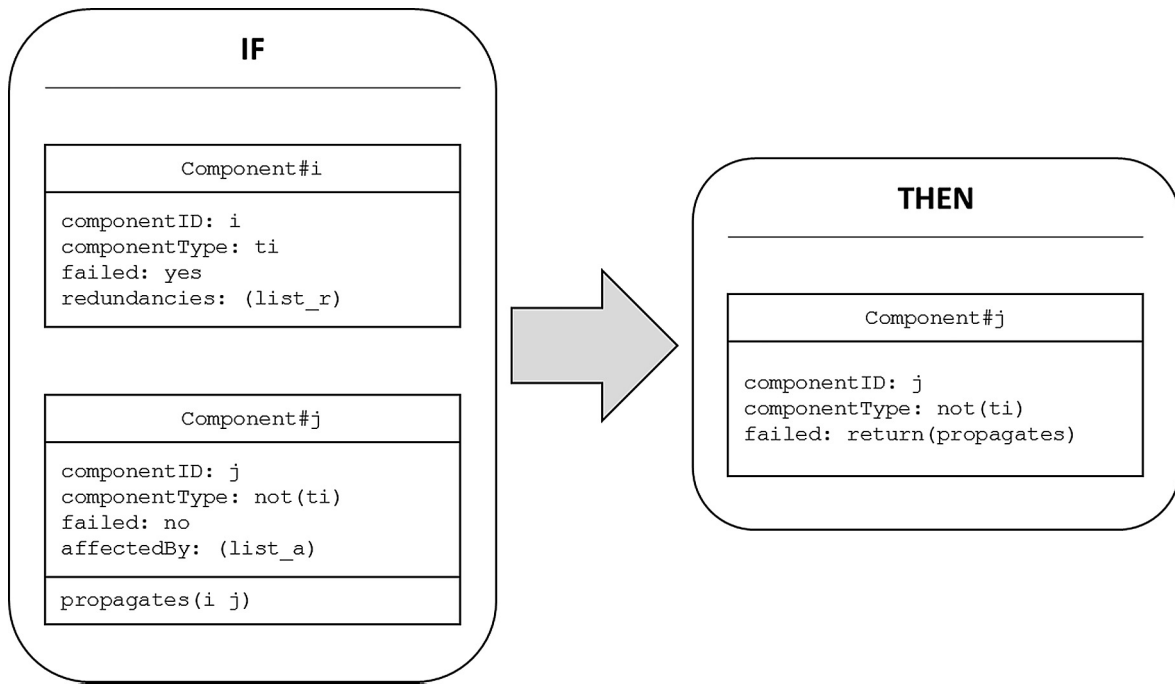 IF
Component#i
componentID: i
componentType: ti
failed: yes
redundancies: (list_r)
Component#j
componentID: j
componentType: not(ti)
failed: no
affectedBy: (list_a)
propagates(i j)
THEN
Component#j
componentID: j
componentType: not(ti)
failed: return(propagates)